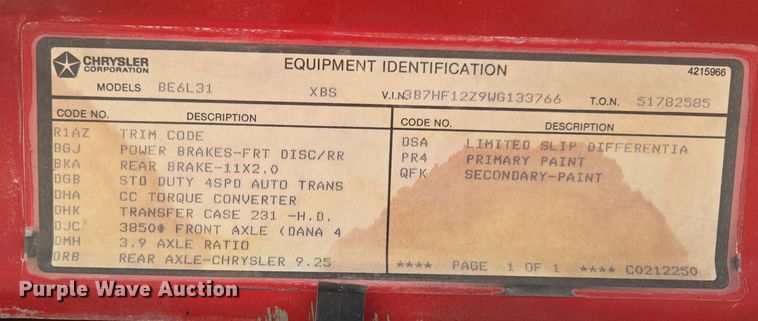 CHRYSLER
CORPORATION
EQUIPMENT IDENTIFICATION
4215966
MODELS BE6L31 XBS V.I.N. 3B7HF12Z9WG133766 T.O.N. 51782585
CODE NO. DESCRIPTION
R1AZ TRIM CODE
BGJ POWER BRAKES-FRT DISC/RR
BKA REAR BRAKE-11X2.0
DGB STD DUTY 4SPD AUTO TRANS
DHA CC TORQUE CONVERTER
DHK TRANSFER CASE 231 -H.D.
DJC 3850# FRONT AXLE (DANA 4
DMH 3.9 AXLE RATIO
DRB REAR AXLE-CHRYSLER 9.25
CODE NO. DESCRIPTION
DSA LIMITED SLIP DIFFERENTIA
PR4 PRIMARY PAINT
QFK SECONDARY-PAINT
**** PAGE 1 OF 1 **** C0212250
Purple Wave Auction